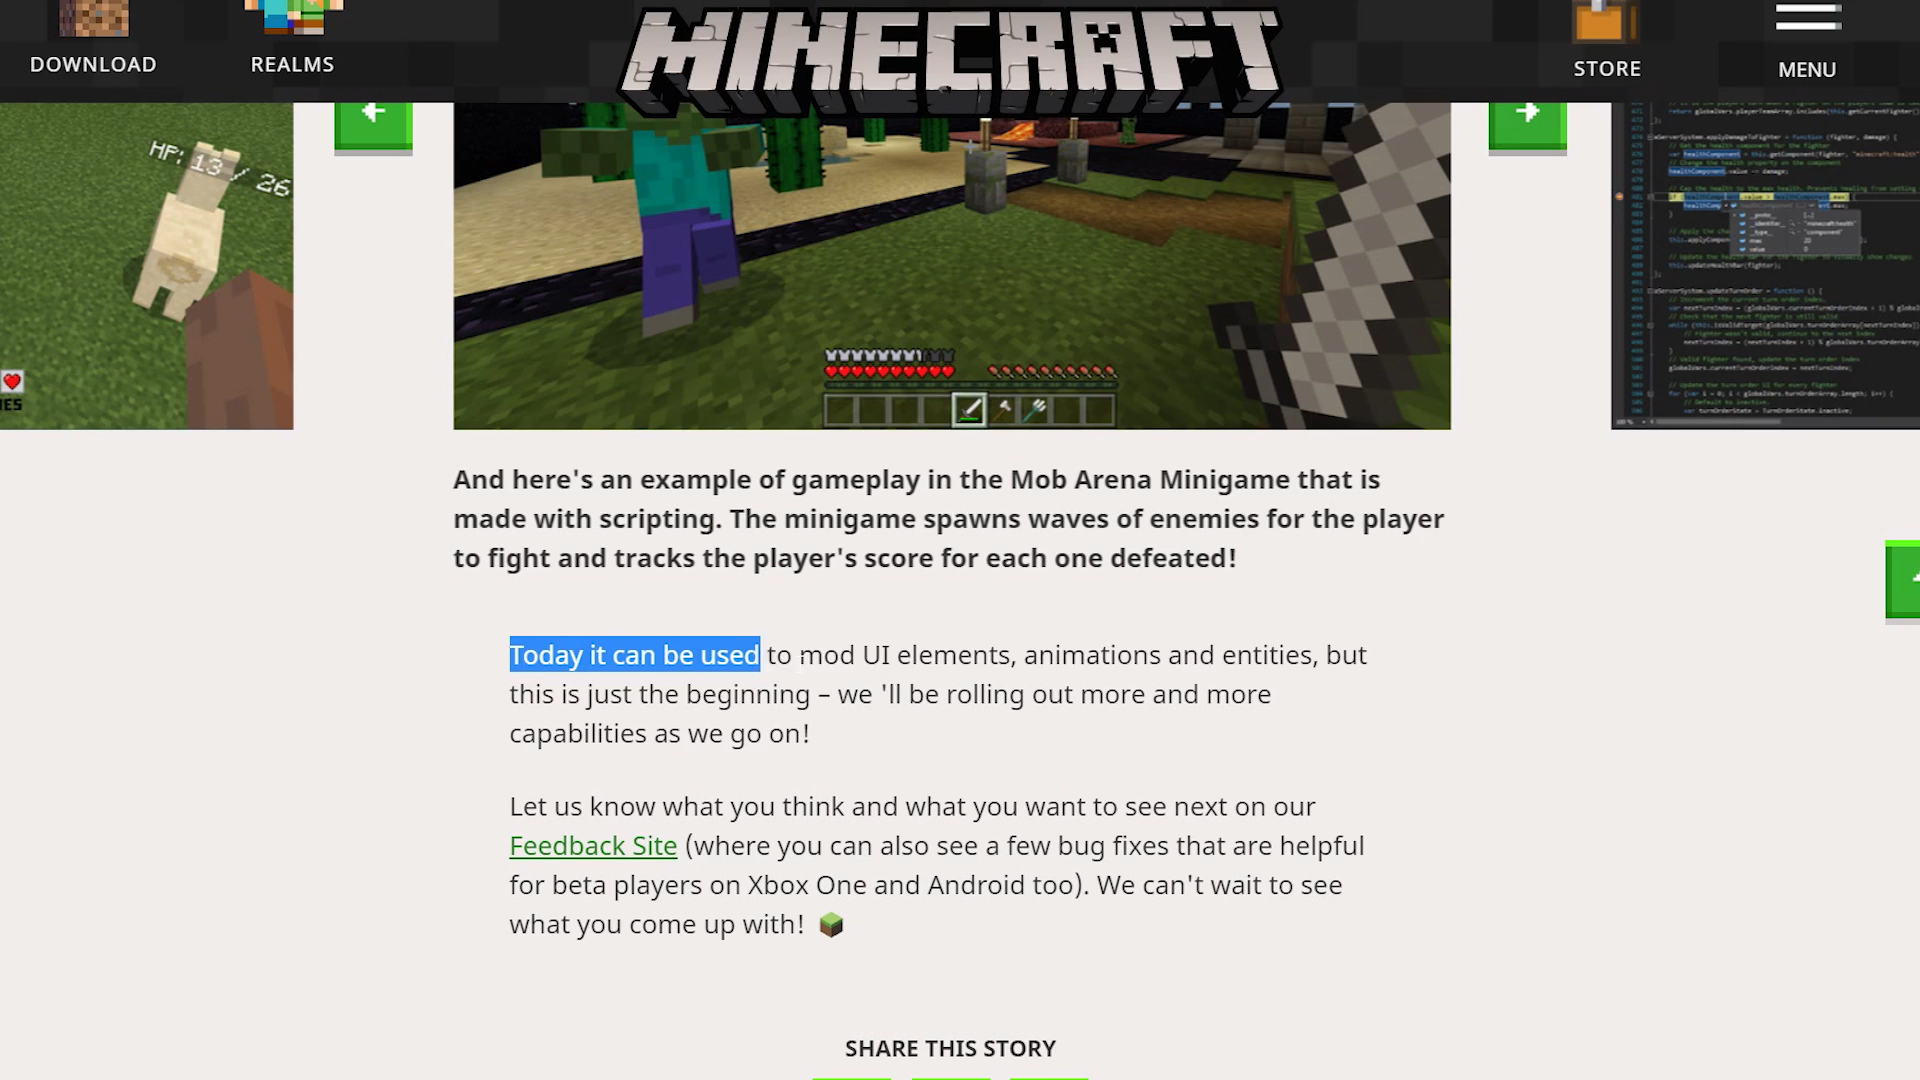 MINECRAFT
DOWNLOAD
REALMS
STORE
MENU
HP: 13 / 26
And here's an example of gameplay in the Mob Arena Minigame that is
made with scripting. The minigame spawns waves of enemies for the player
to fight and tracks the player's score for each one defeated!
Today it can be used to mod UI elements, animations and entities, but
this is just the beginning – we 'll be rolling out more and more
capabilities as we go on!
Let us know what you think and what you want to see next on our
Feedback Site (where you can also see a few bug fixes that are helpful
for beta players on Xbox One and Android too). We can't wait to see
what you come up with!
SHARE THIS STORY